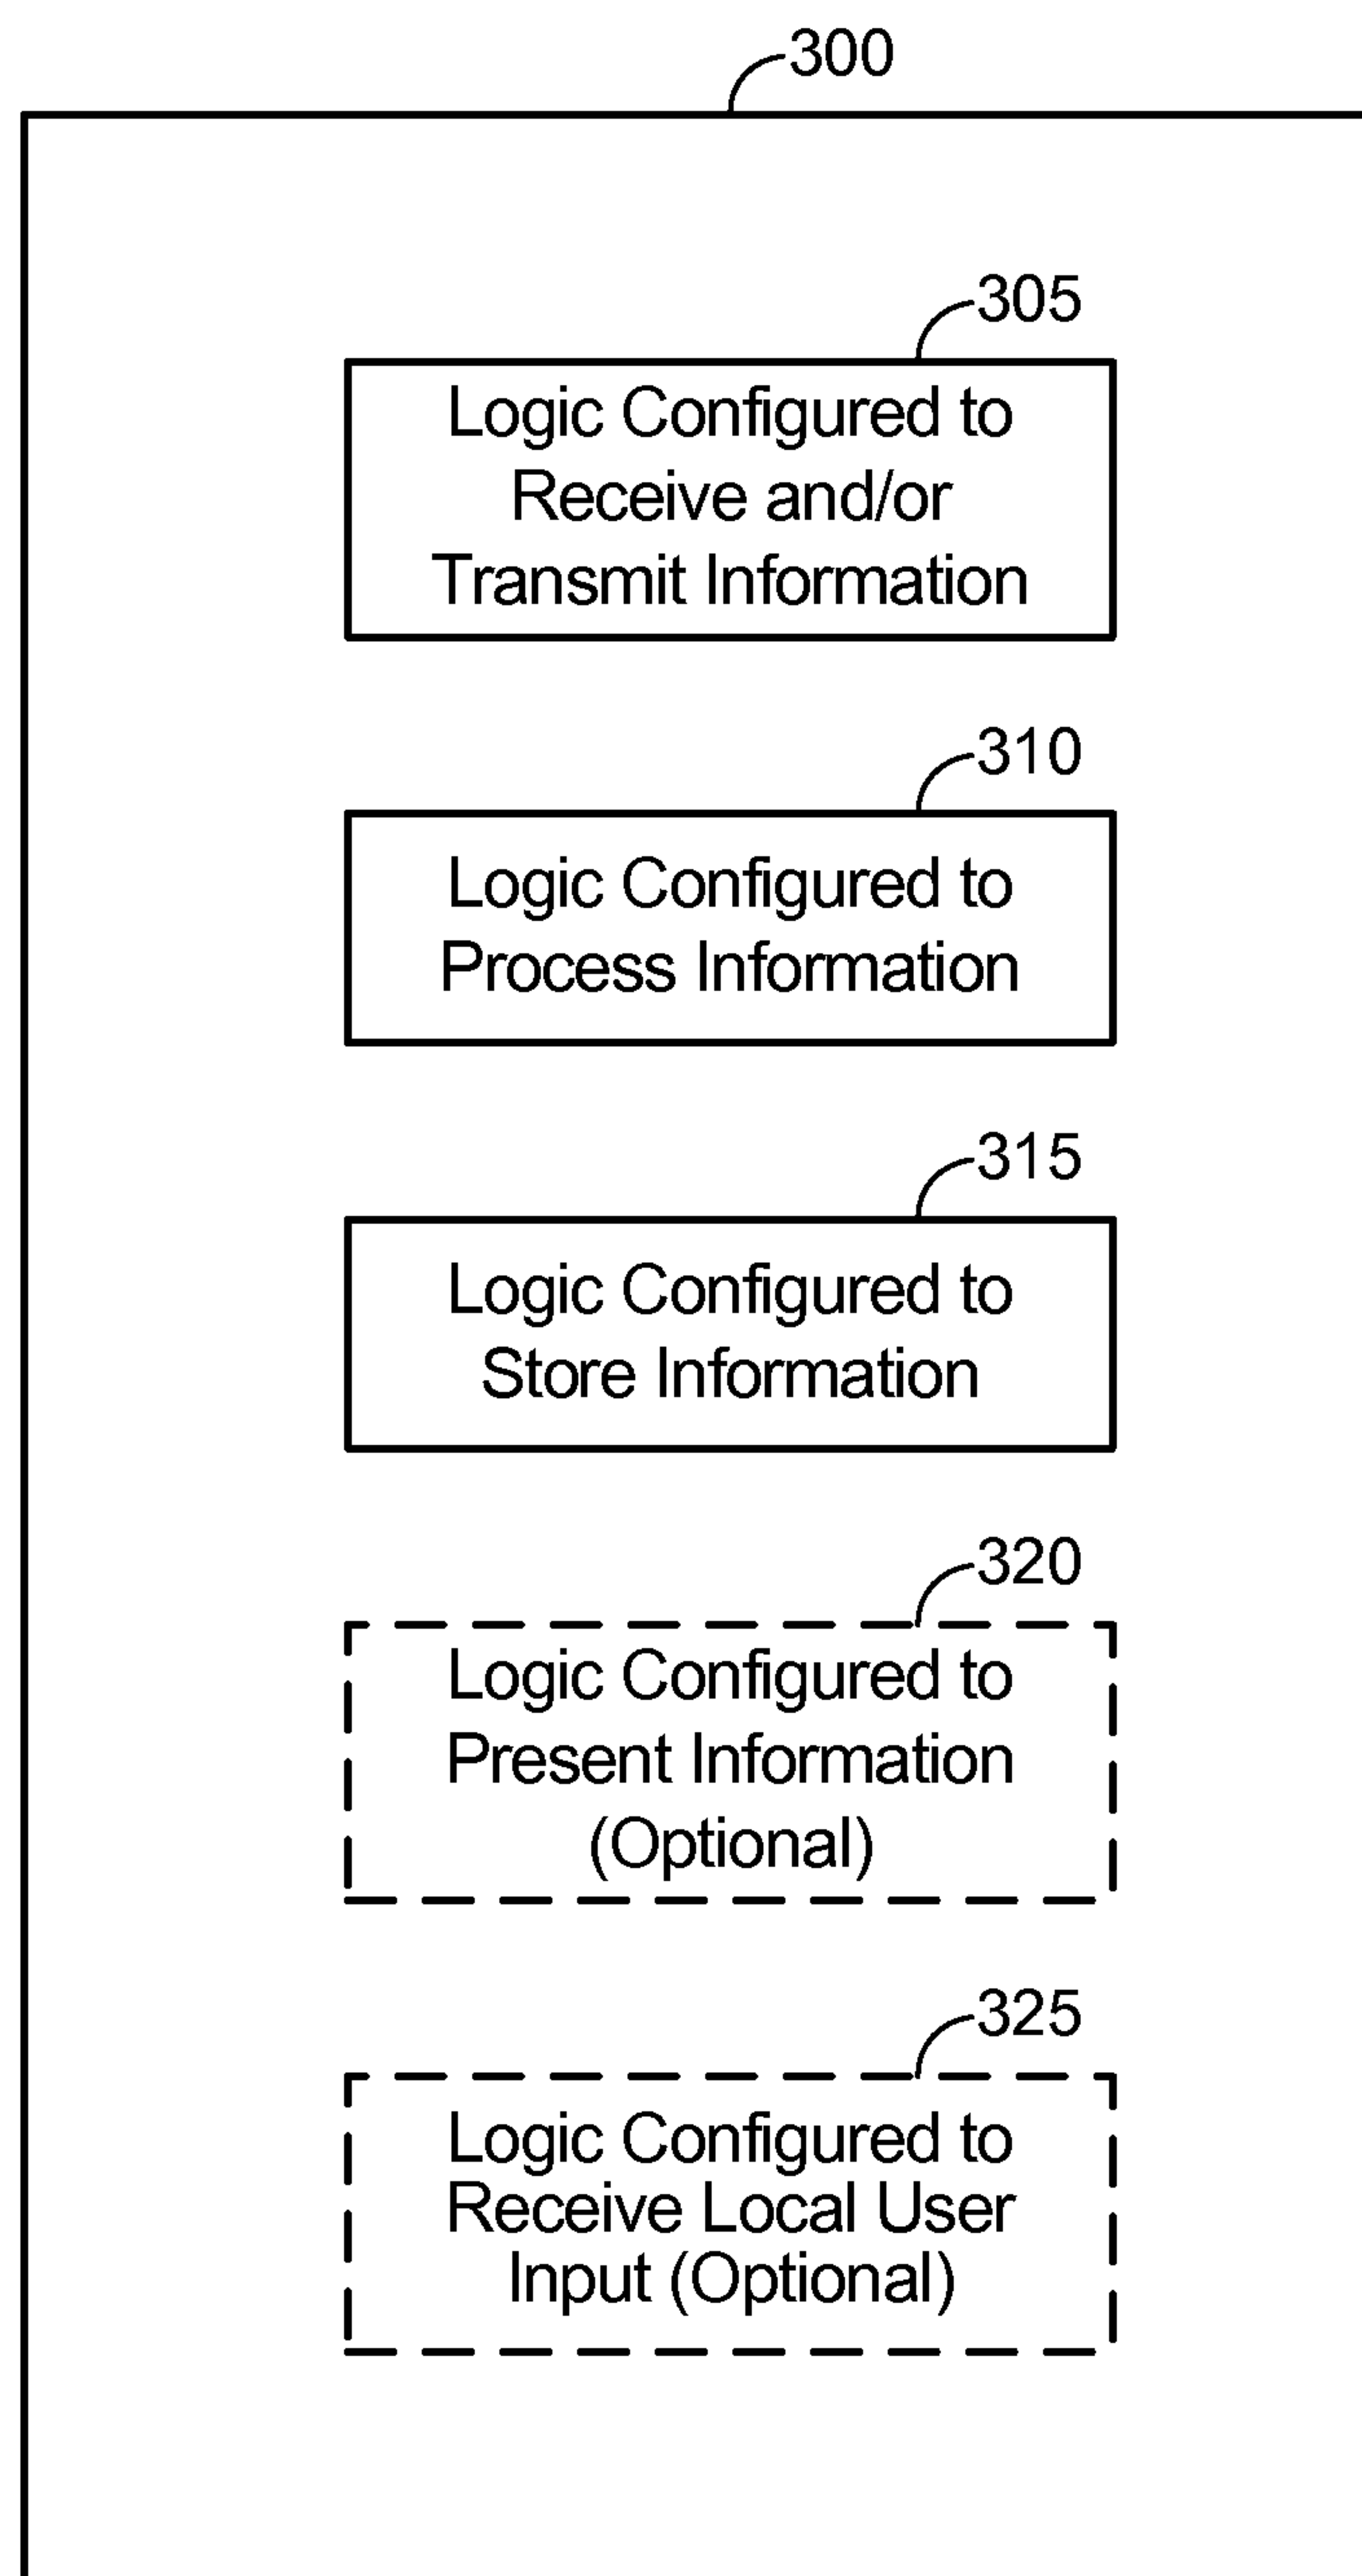 300
305
Logic Configured to
Receive and/or
Transmit Information
310
Logic Configured to
Process Information
315
Logic Configured to
Store Information
320
Logic Configured to
Present Information
(Optional)
325
Logic Configured to
Receive Local User
Input (Optional)